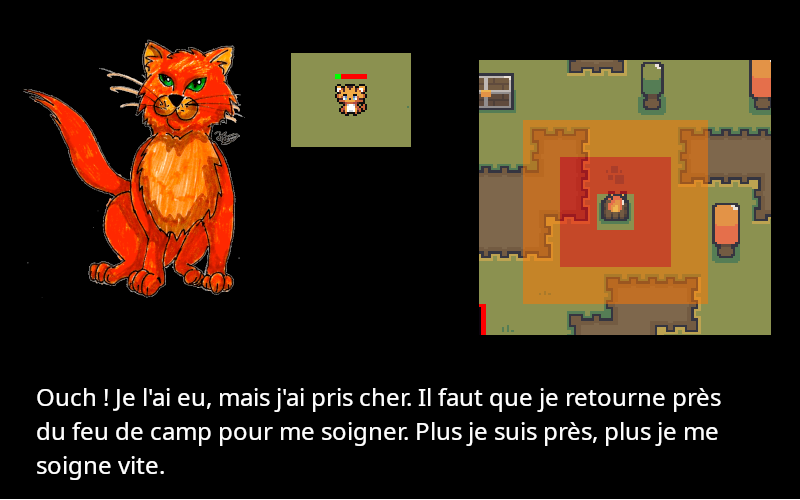 Ouch ! Je l'ai eu, mais j'ai pris cher. Il faut que je retourne près
du feu de camp pour me soigner. Plus je suis près, plus je me
soigne vite.